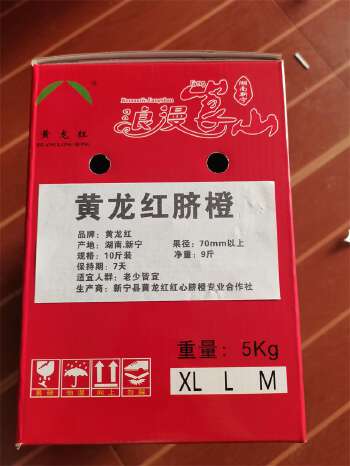 黄龙红
HUANGLONG HONG
Romantic Langshan
浪漫崀山
湖南·新宁
黄龙红脐橙
品牌：黄龙红
产地：湖南.新宁 果径：70mm以上
规格：10斤装 净重：9斤
保持期：7天
适宜人群：老少皆宜
生产商：新宁县黄龙红红心脐橙专业合作社
重量：5Kg
XL L M
向上